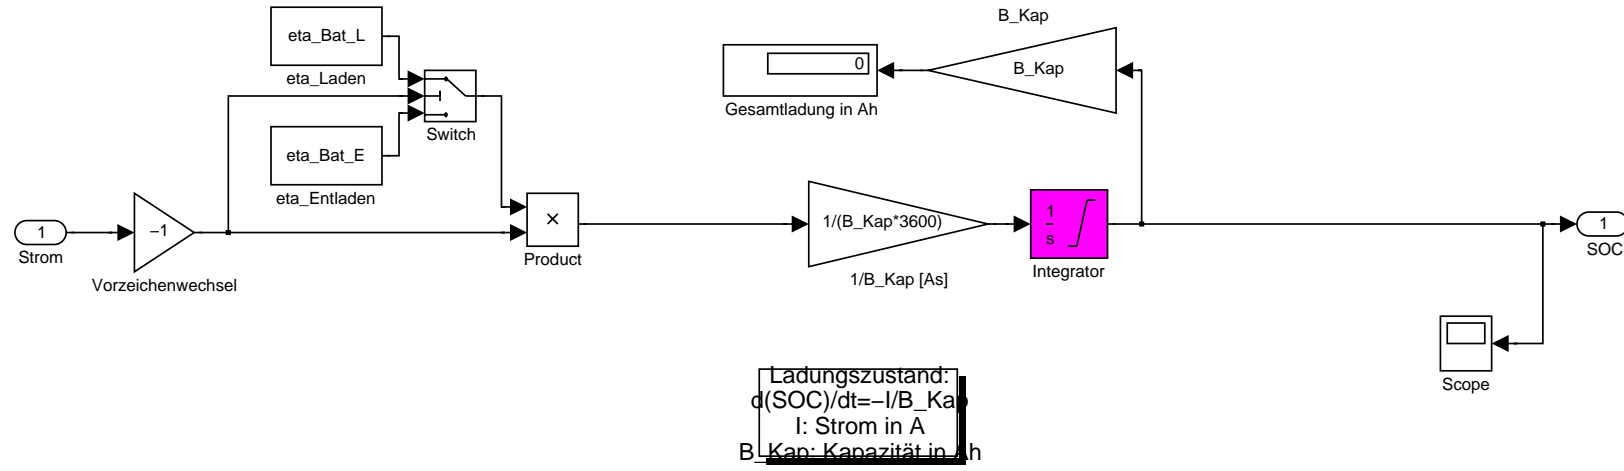 eta_Bat_L
eta_Laden
Switch
eta_Bat_E
eta_Entladen
1
Strom
−1
Vorzeichenwechsel
×
Product
B_Kap
B_Kap
0
Gesamtladung in Ah
1/(B_Kap*3600)
1/B_Kap [As]
1
s
Integrator
1
SOC
Scope
Ladungszustand:
d(SOC)/dt=−I/B_Kap
I: Strom in A
B_Kap: Kapazität in Ah